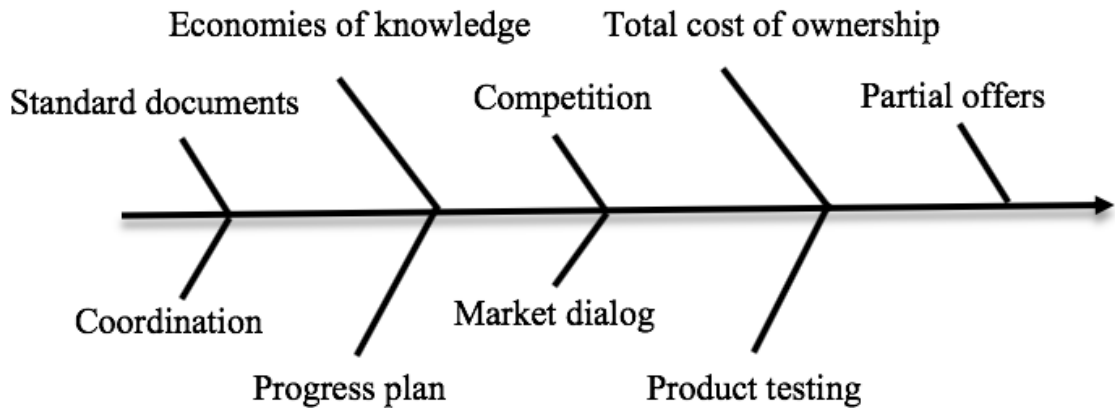 Economies of knowledge
Total cost of ownership
Standard documents
Competition
Partial offers
Coordination
Market dialog
Progress plan
Product testing